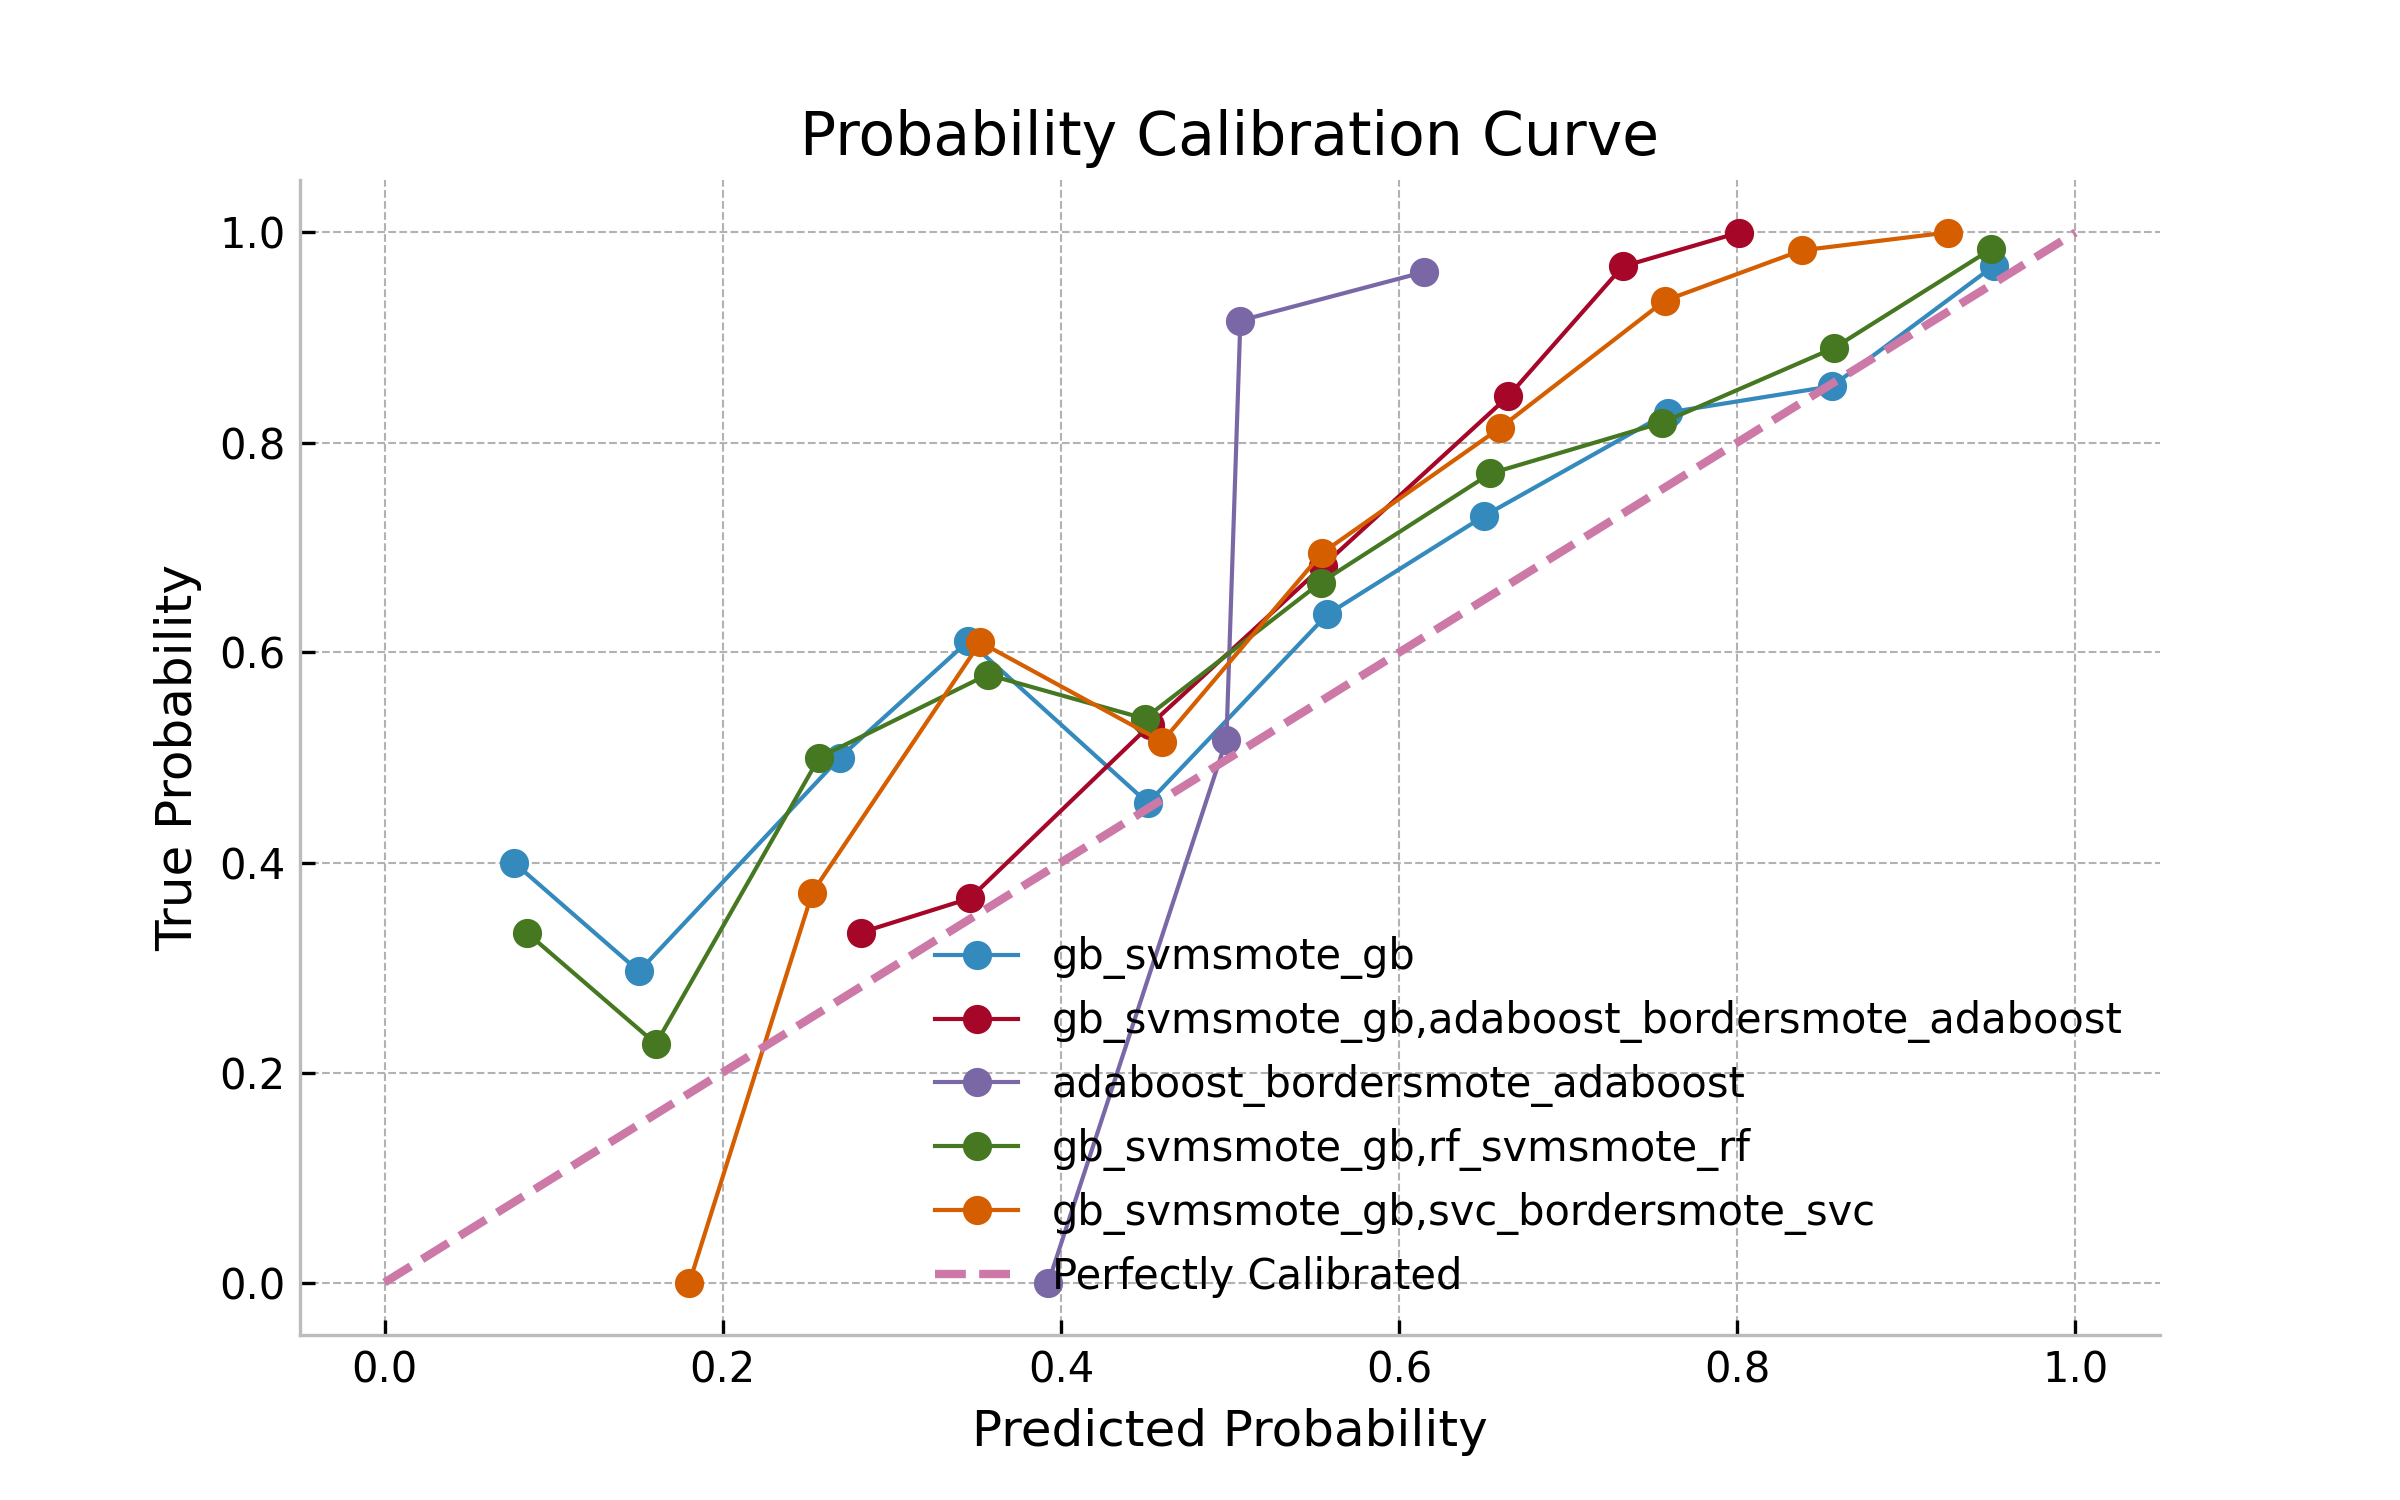 Probability Calibration Curve
True Probability
1.0
0.8
0.6
0.4
0.2
0.0
gb_svmsmote_gb
gb_svmsmote_gb,adaboost_bordersmote_adaboost
adaboost_bordersmote_adaboost
gb_svmsmote_gb,rf_svmsmote_rf
gb_svmsmote_gb,svc_bordersmote_svc
Perfectly Calibrated
0.0 0.2 0.4 0.6 0.8 1.0
Predicted Probability